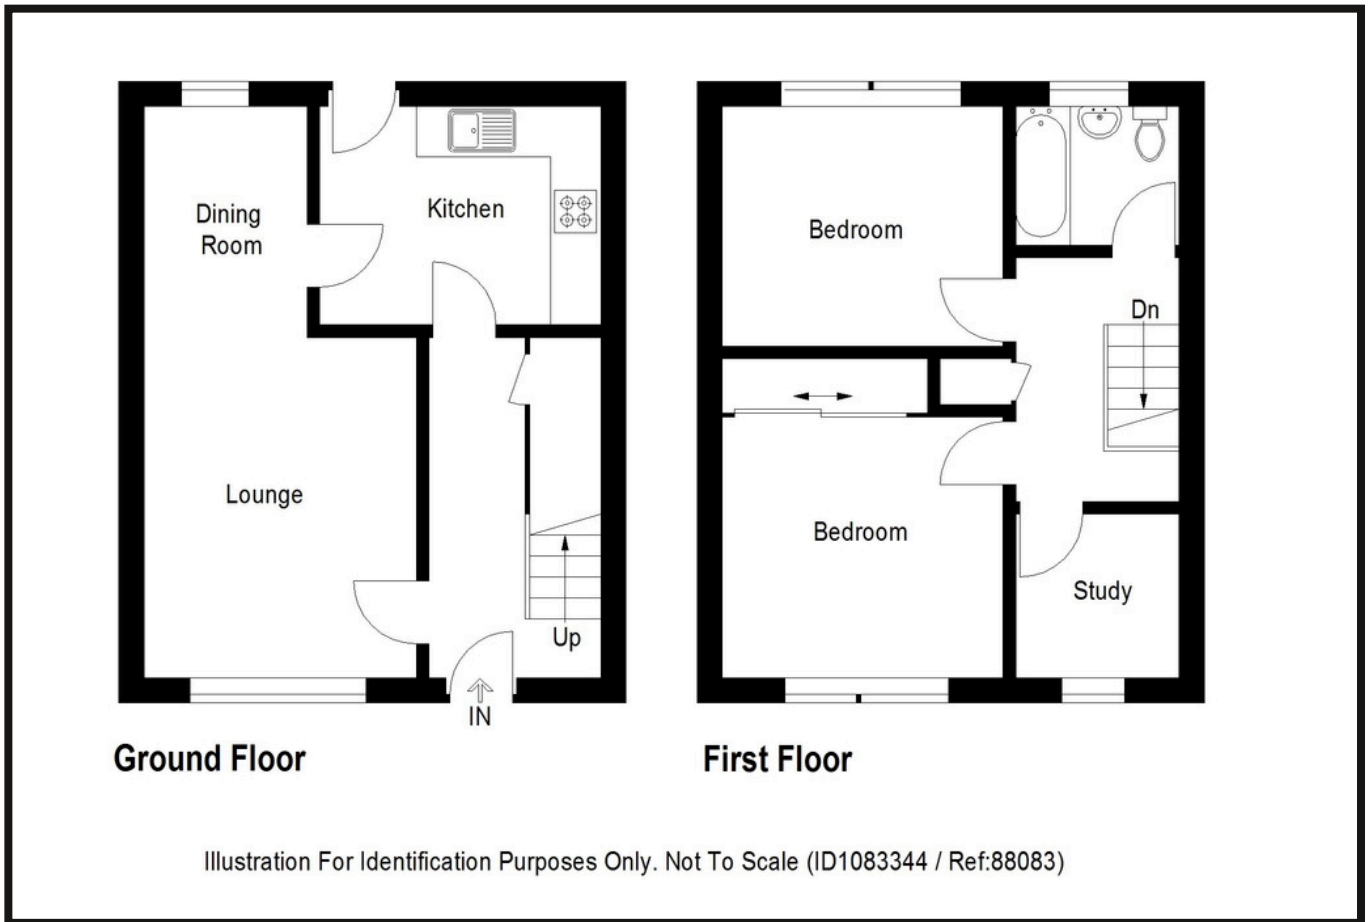 Dining
Room
Kitchen
Lounge
Up
IN
Ground Floor
Bedroom
Dn
Bedroom
Study
First Floor
Illustration For Identification Purposes Only. Not To Scale (ID1083344 / Ref:88083)